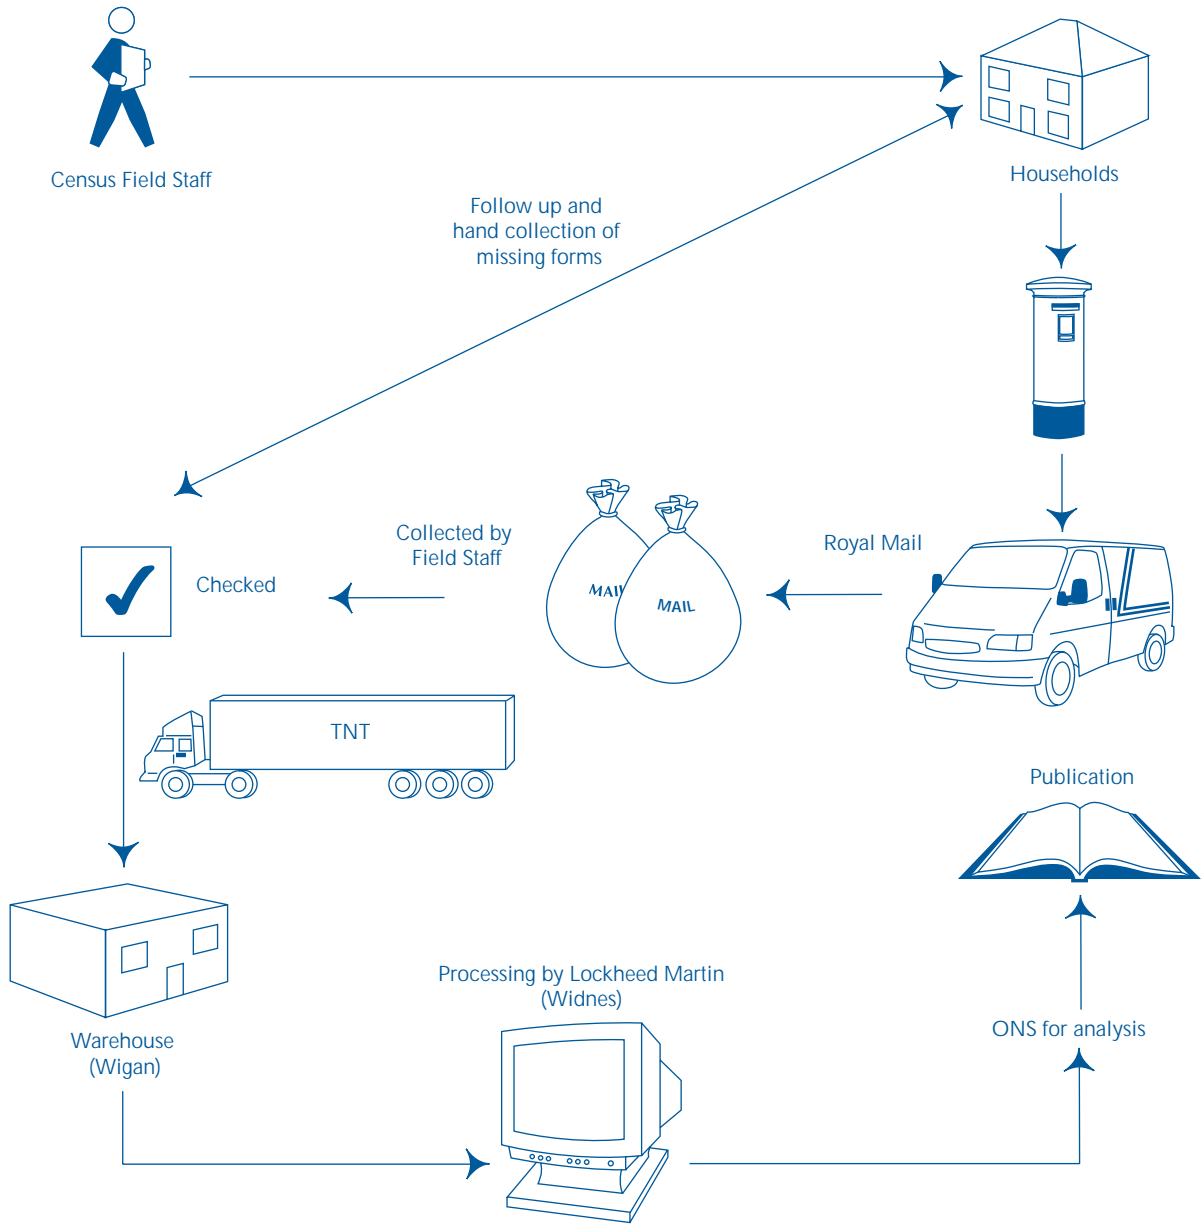 Census Field Staff
Households
Follow up and
hand collection of
missing forms
Royal Mail
MAIL
MAIL
Collected by
Field Staff
Checked
TNT
Publication
Warehouse
(Wigan)
Processing by Lockheed Martin
(Widnes)
ONS for analysis